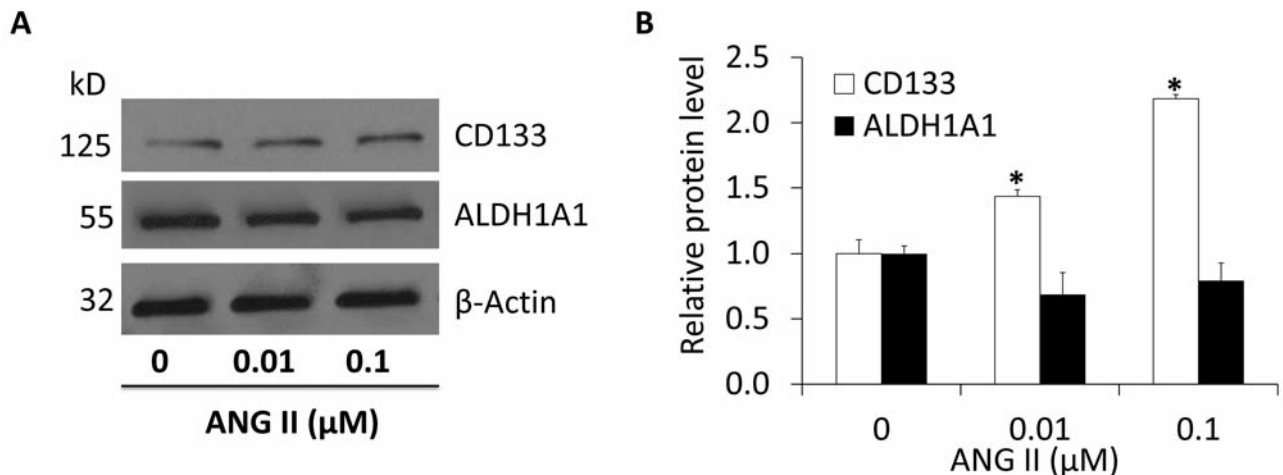 A
kD
125
CD133
55
ALDH1A1
32
β-Actin
0 0.01 0.1
ANG II (μM)
B
Relative protein level
2.5
2.0
1.5
1.0
0.5
0.0
CD133
ALDH1A1
*
*
0 0.01 0.1
ANG II (μM)